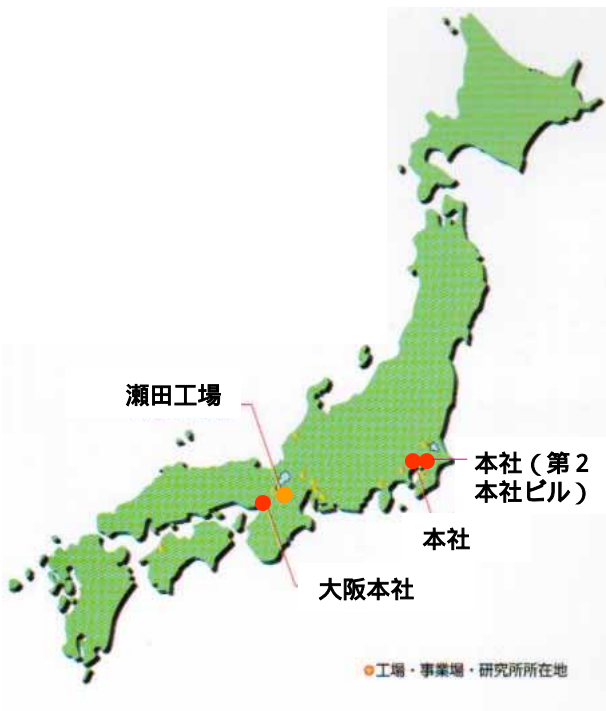 瀬田工場
本社(第2
本社ビル)
本社
大阪本社
工場・事業場・研究所所在地